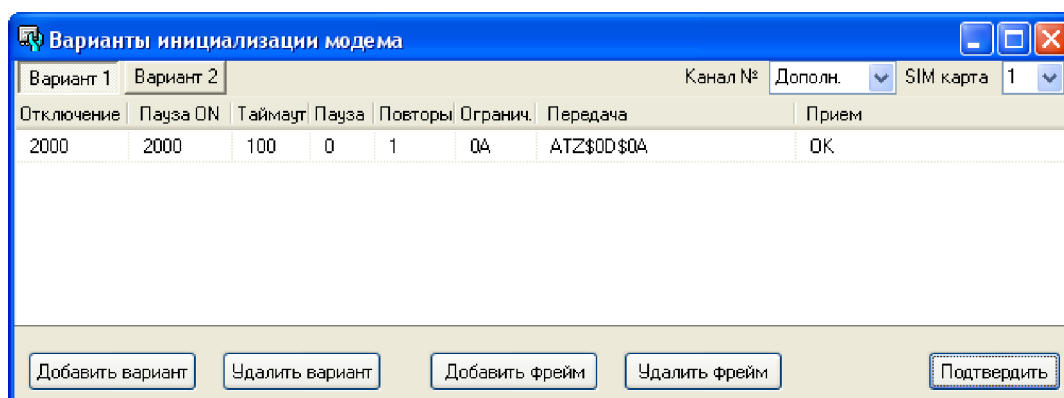 Варианты инициализации модема
Вариант 1 Вариант 2 Канал № Дополн. SIM карта 1
Отключение Пауза ON Таймаут Пауза Повторы Огранич. Передача Прием
2000 2000 100 0 1 0A ATZ$0D$0A OK
Добавить вариант Удалить вариант Добавить фрейм Удалить фрейм Подтвердить